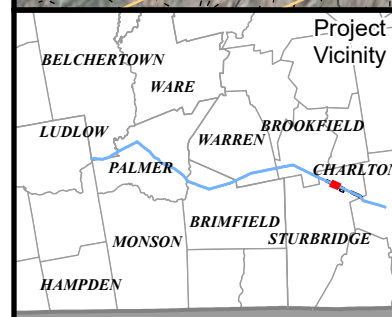 Project
Vicinity
BELCHERTOWN
WARE
LUDLOW
BROOKFIELD
WARREN
PALMER
CHARLTON
BRIMFIELD
STURBRIDGE
MONSON
HAMPDEN